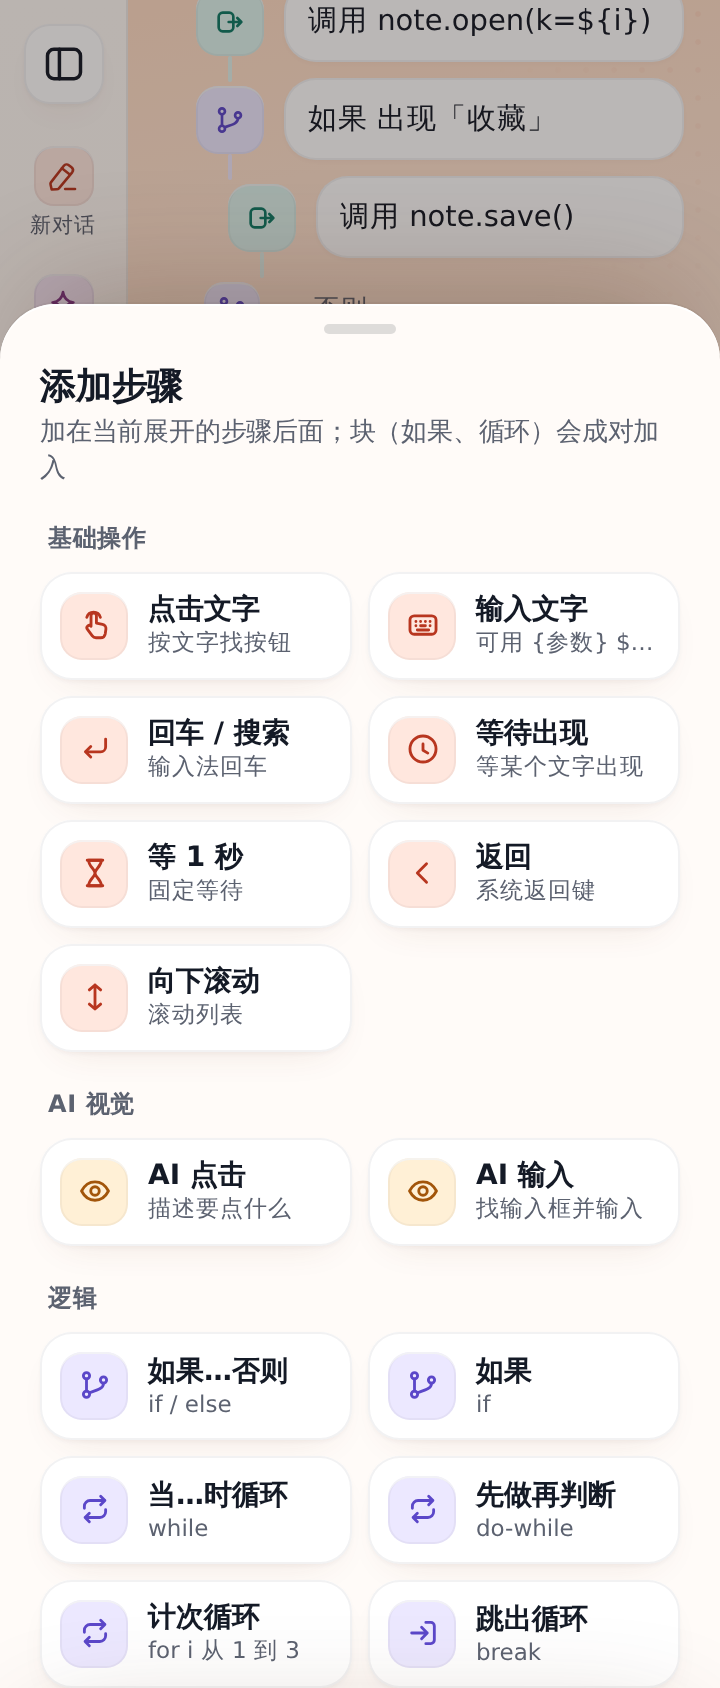 调用 note.open(k=${i})
如果 出现「收藏」
新对话
调用 note.save()
添加步骤
加在当前展开的步骤后面；块（如果、循环）会成对加
入
基础操作
点击文字
按文字找按钮
输入文字
可用 {参数} $...
回车 / 搜索
输入法回车
等待出现
等某个文字出现
等 1 秒
固定等待
返回
系统返回键
向下滚动
滚动列表
AI 视觉
AI 点击
描述要点什么
AI 输入
找输入框并输入
逻辑
如果...否则
if / else
如果
if
当...时循环
while
先做再判断
do-while
计次循环
for i 从 1 到 3
跳出循环
break